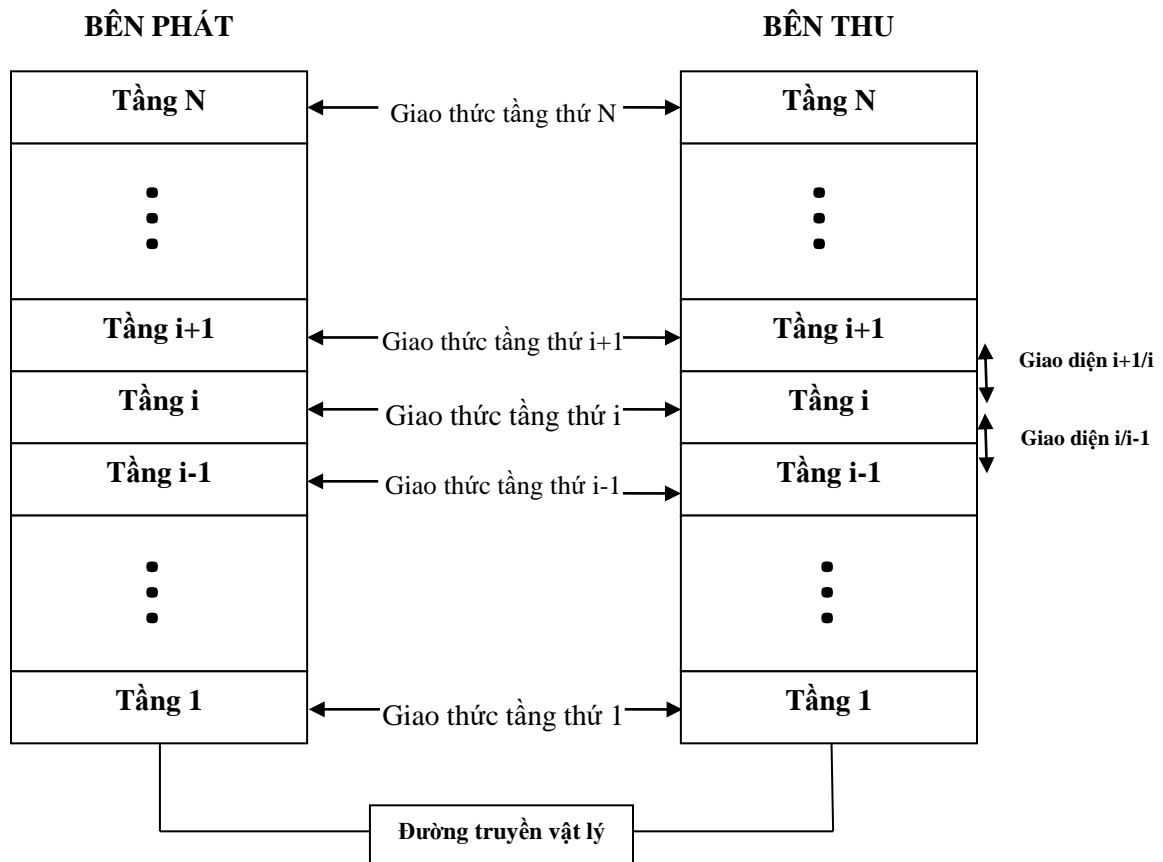 BÊN PHÁT
BÊN THU
Tầng N
Giao thức tầng thứ N
Tầng N
Tầng i+1
Giao thức tầng thứ i+1
Tầng i+1
Giao diện i+1/i
Tầng i
Giao thức tầng thứ i
Tầng i
Giao diện i/i-1
Tầng i-1
Giao thức tầng thứ i-1
Tầng i-1
Tầng 1
Giao thức tầng thứ 1
Tầng 1
Đường truyền vật lý